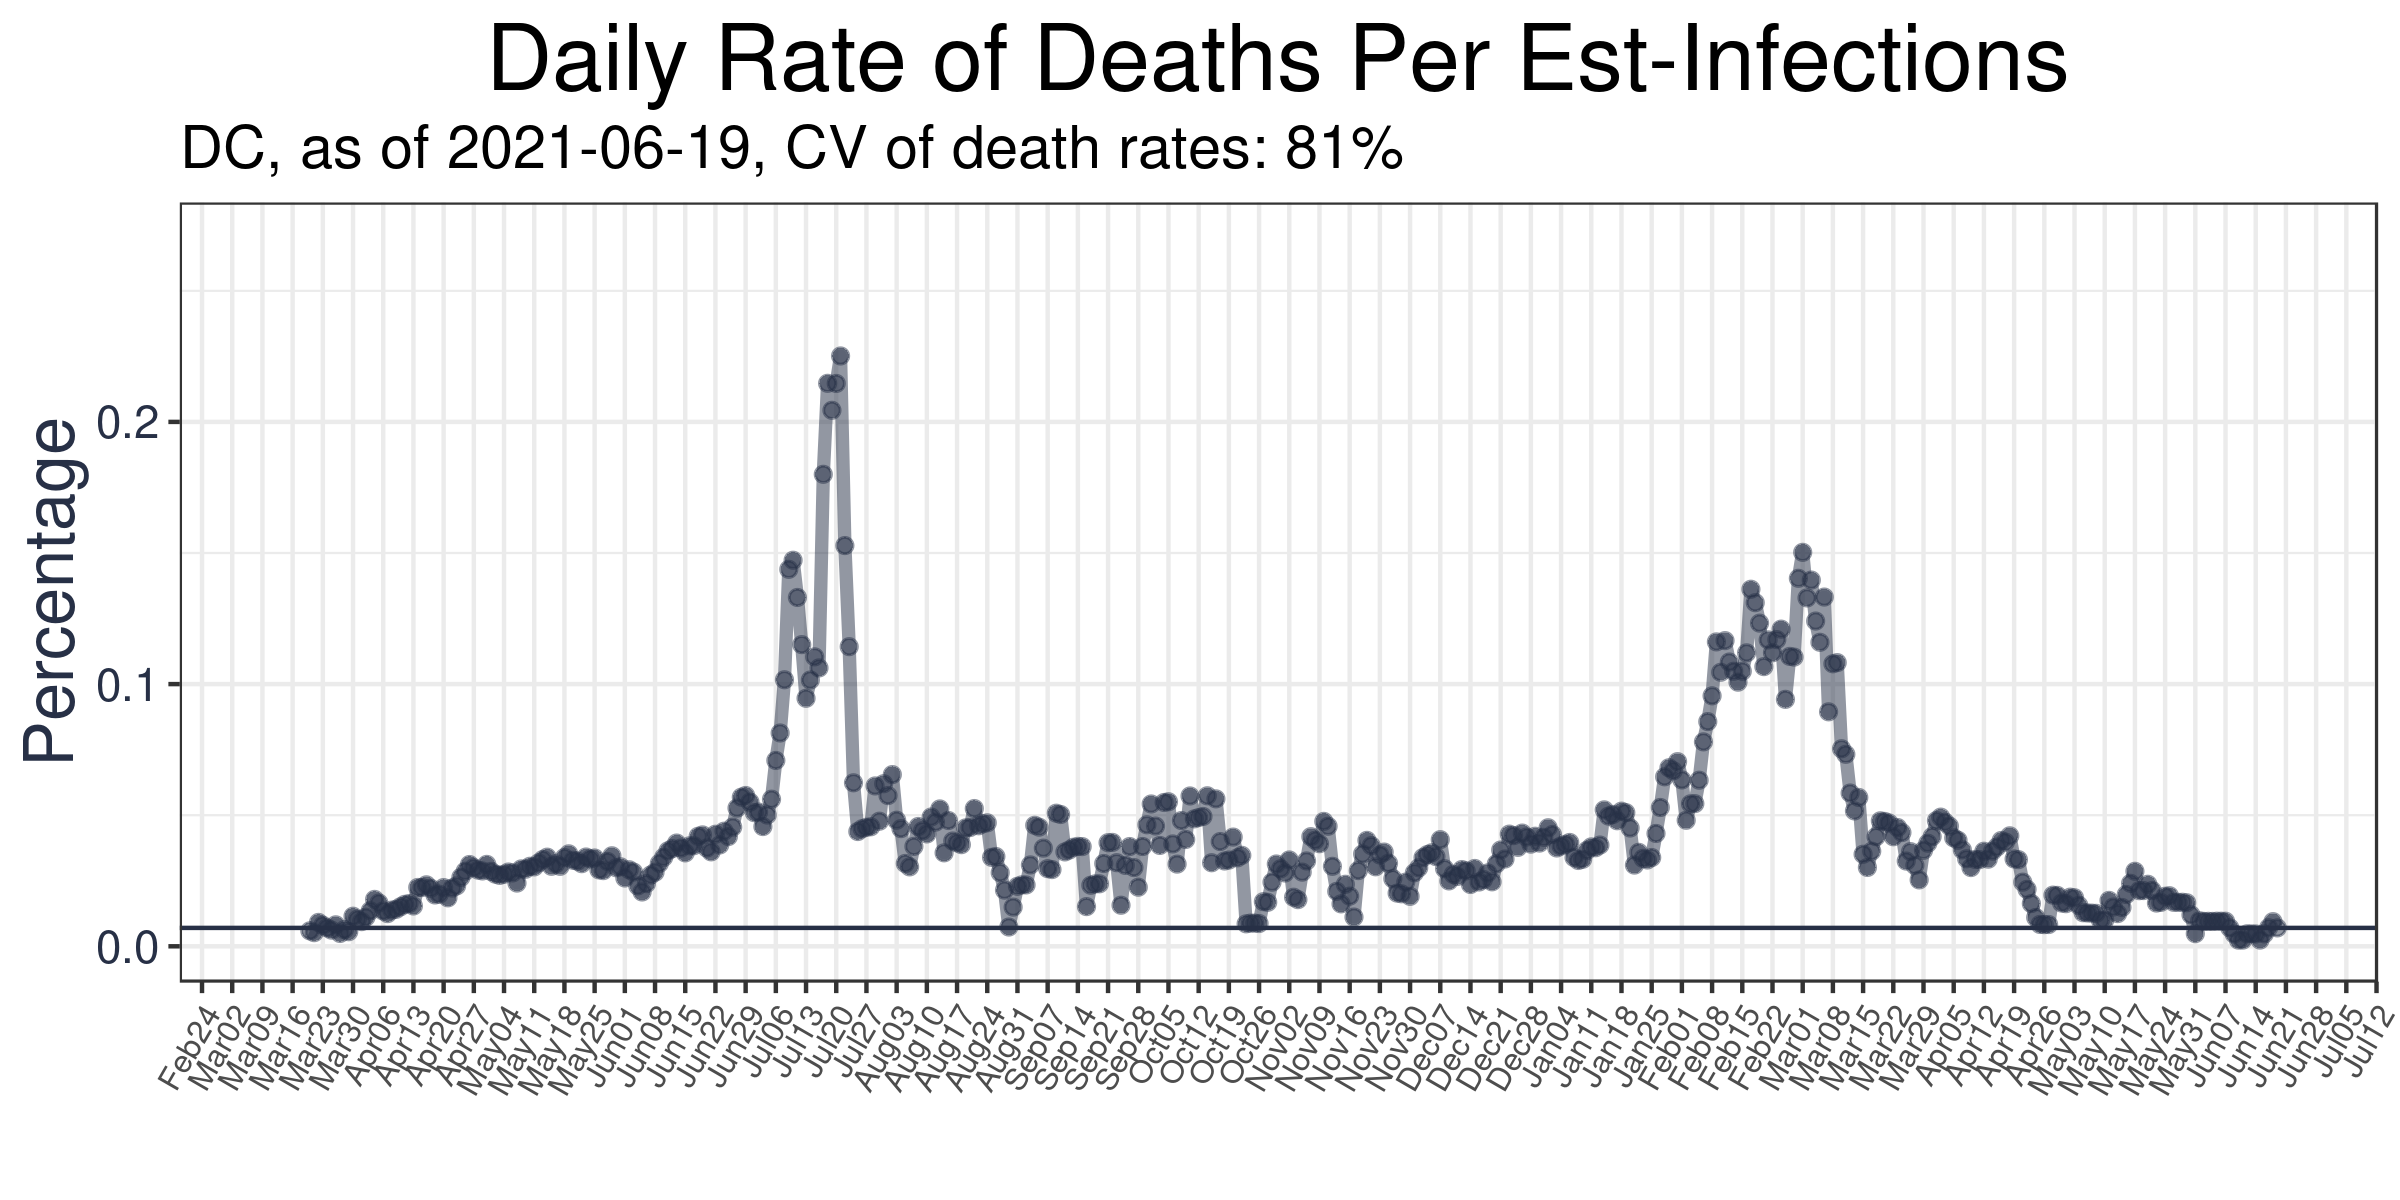 Daily Rate of Deaths Per Est-Infections
DC, as of 2021-06-19, CV of death rates: 81%
Percentage
0.2
0.1
0.0
Feb24
Mar02
Mar09
Mar16
Mar23
Mar30
Apr06
Apr13
Apr20
Apr27
May04
May11
May18
May25
Jun01
Jun08
Jun15
Jun22
Jun29
Jul06
Jul13
Jul20
Jul27
Aug03
Aug10
Aug17
Aug24
Aug31
Sep07
Sep14
Sep21
Sep28
Oct05
Oct12
Oct19
Oct26
Nov02
Nov09
Nov16
Nov23
Nov30
Dec07
Dec14
Dec21
Dec28
Jan04
Jan11
Jan18
Jan25
Feb01
Feb08
Feb15
Feb22
Mar01
Mar08
Mar15
Mar22
Mar29
Apr05
Apr12
Apr19
Apr26
May03
May10
May17
May24
May31
Jun07
Jun14
Jun21
Jun28
Jul05
Jul12